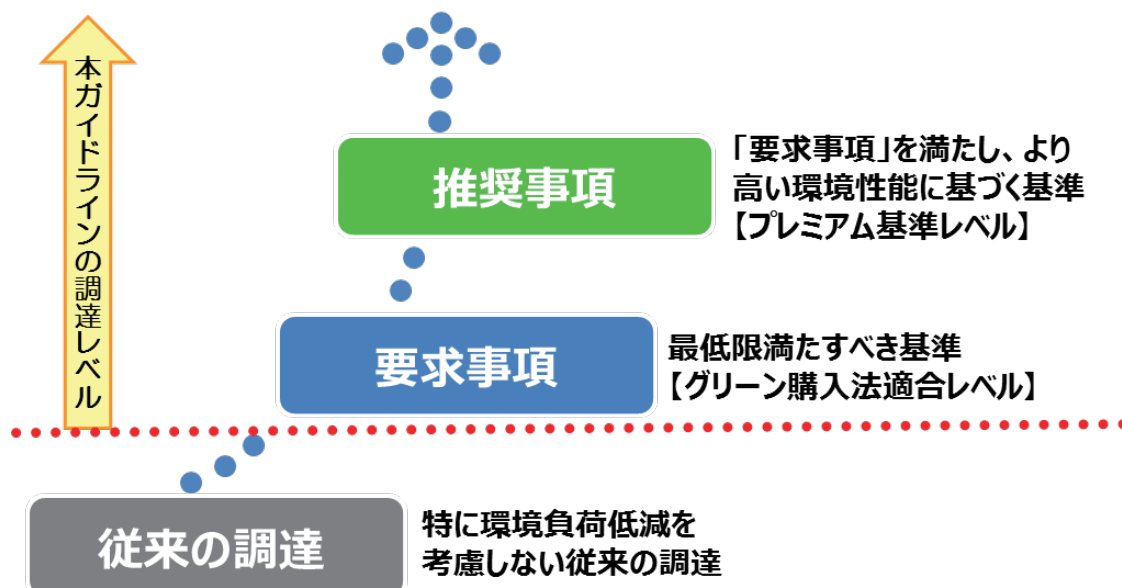 本ガイドラインの調達レベル
推奨事項
「要求事項」を満たし、より
高い環境性能に基づく基準
【プレミアム基準レベル】
要求事項
最低限満たすべき基準
【グリーン購入法適合レベル】
従来の調達
特に環境負荷低減を
考慮しない従来の調達